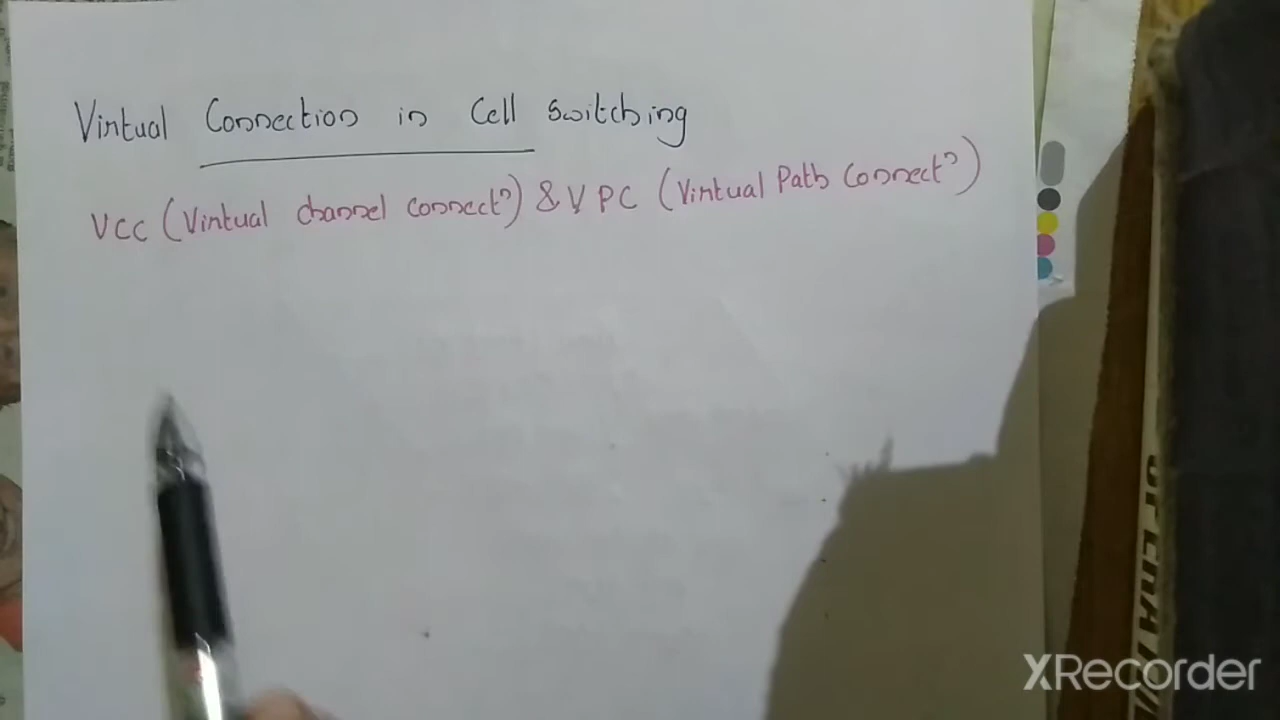 Virtual Connection in Cell Switching
VCC (Virtual channel connectⁿ) & VPC (Virtual Path Connectⁿ)
XRecorder